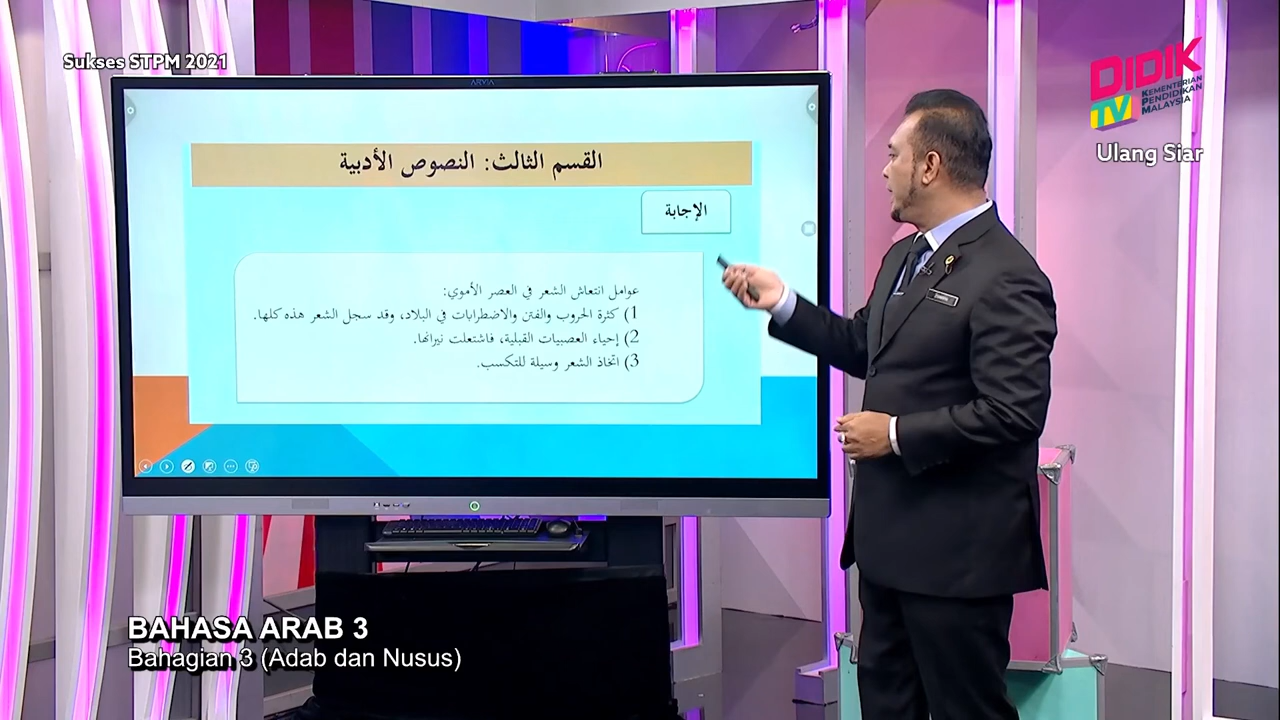 Sukses STPM 2021
DIDIK
TV
KEMENTERIAN
PENDIDIKAN
MALAYSIA
Ulang Siar
القسم الثالث: النصوص الأدبية
الإجابة
عوامل انتعاش الشعر في العصر الأموي:
1) كثرة الحروب والفتن والاضطرابات في البلاد، وقد سجل الشعر هذه كلها.
2) إحياء العصبيات القبلية، فاشتعلت نيرانها.
3) اتخاذ الشعر وسيلة للتكسب.
BAHASA ARAB 3
Bahagian 3 (Adab dan Nusus)